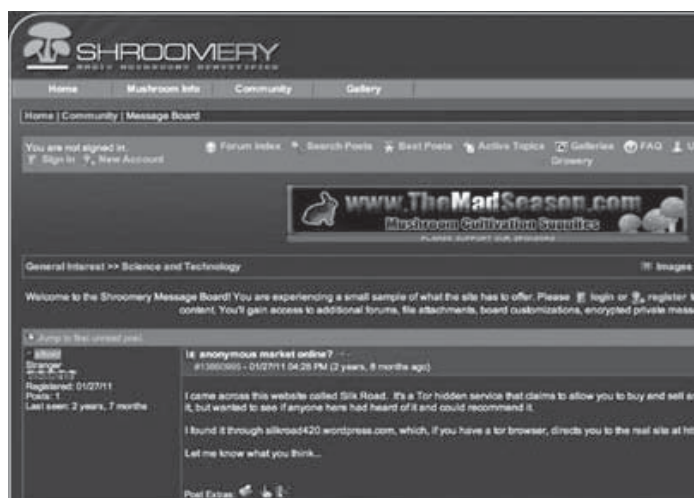 SHROOMERY
MAGIC MUSHROOMS DEMYSTIFIED
Home Mushroom Info Community Gallery
Home | Community | Message Board
You are not signed in. Forum Index Search Posts Best Posts Active Topics Galleries FAQ U
Sign In New Account Growery
www.TheMadSeason.com
Mushroom Cultivation Supplies
PLEASE SUPPORT OUR SPONSORS
General Interest >> Science and Technology Images
Welcome to the Shroomery Message Board! You are experiencing a small sample of what the site has to offer. Please login or register
content. You'll gain access to additional forums, file attachments, board customizations, encrypted private mess
Jump to first unread post.
altoid anonymous market online?
Stranger #13860995 - 01/27/11 04:28 PM (2 years, 8 months ago)
Registered: 01/27/11
Posts: 1
Last seen: 2 years, 7 months
I came across this website called Silk Road. It's a Tor hidden service that claims to allow you to buy and sell
it, but wanted to see if anyone here had heard of it and could recommend it.
I found it through silkroad420.wordpress.com, which, if you have a tor browser, directs you to the real site at
Let me know what you think...
Post Extras: